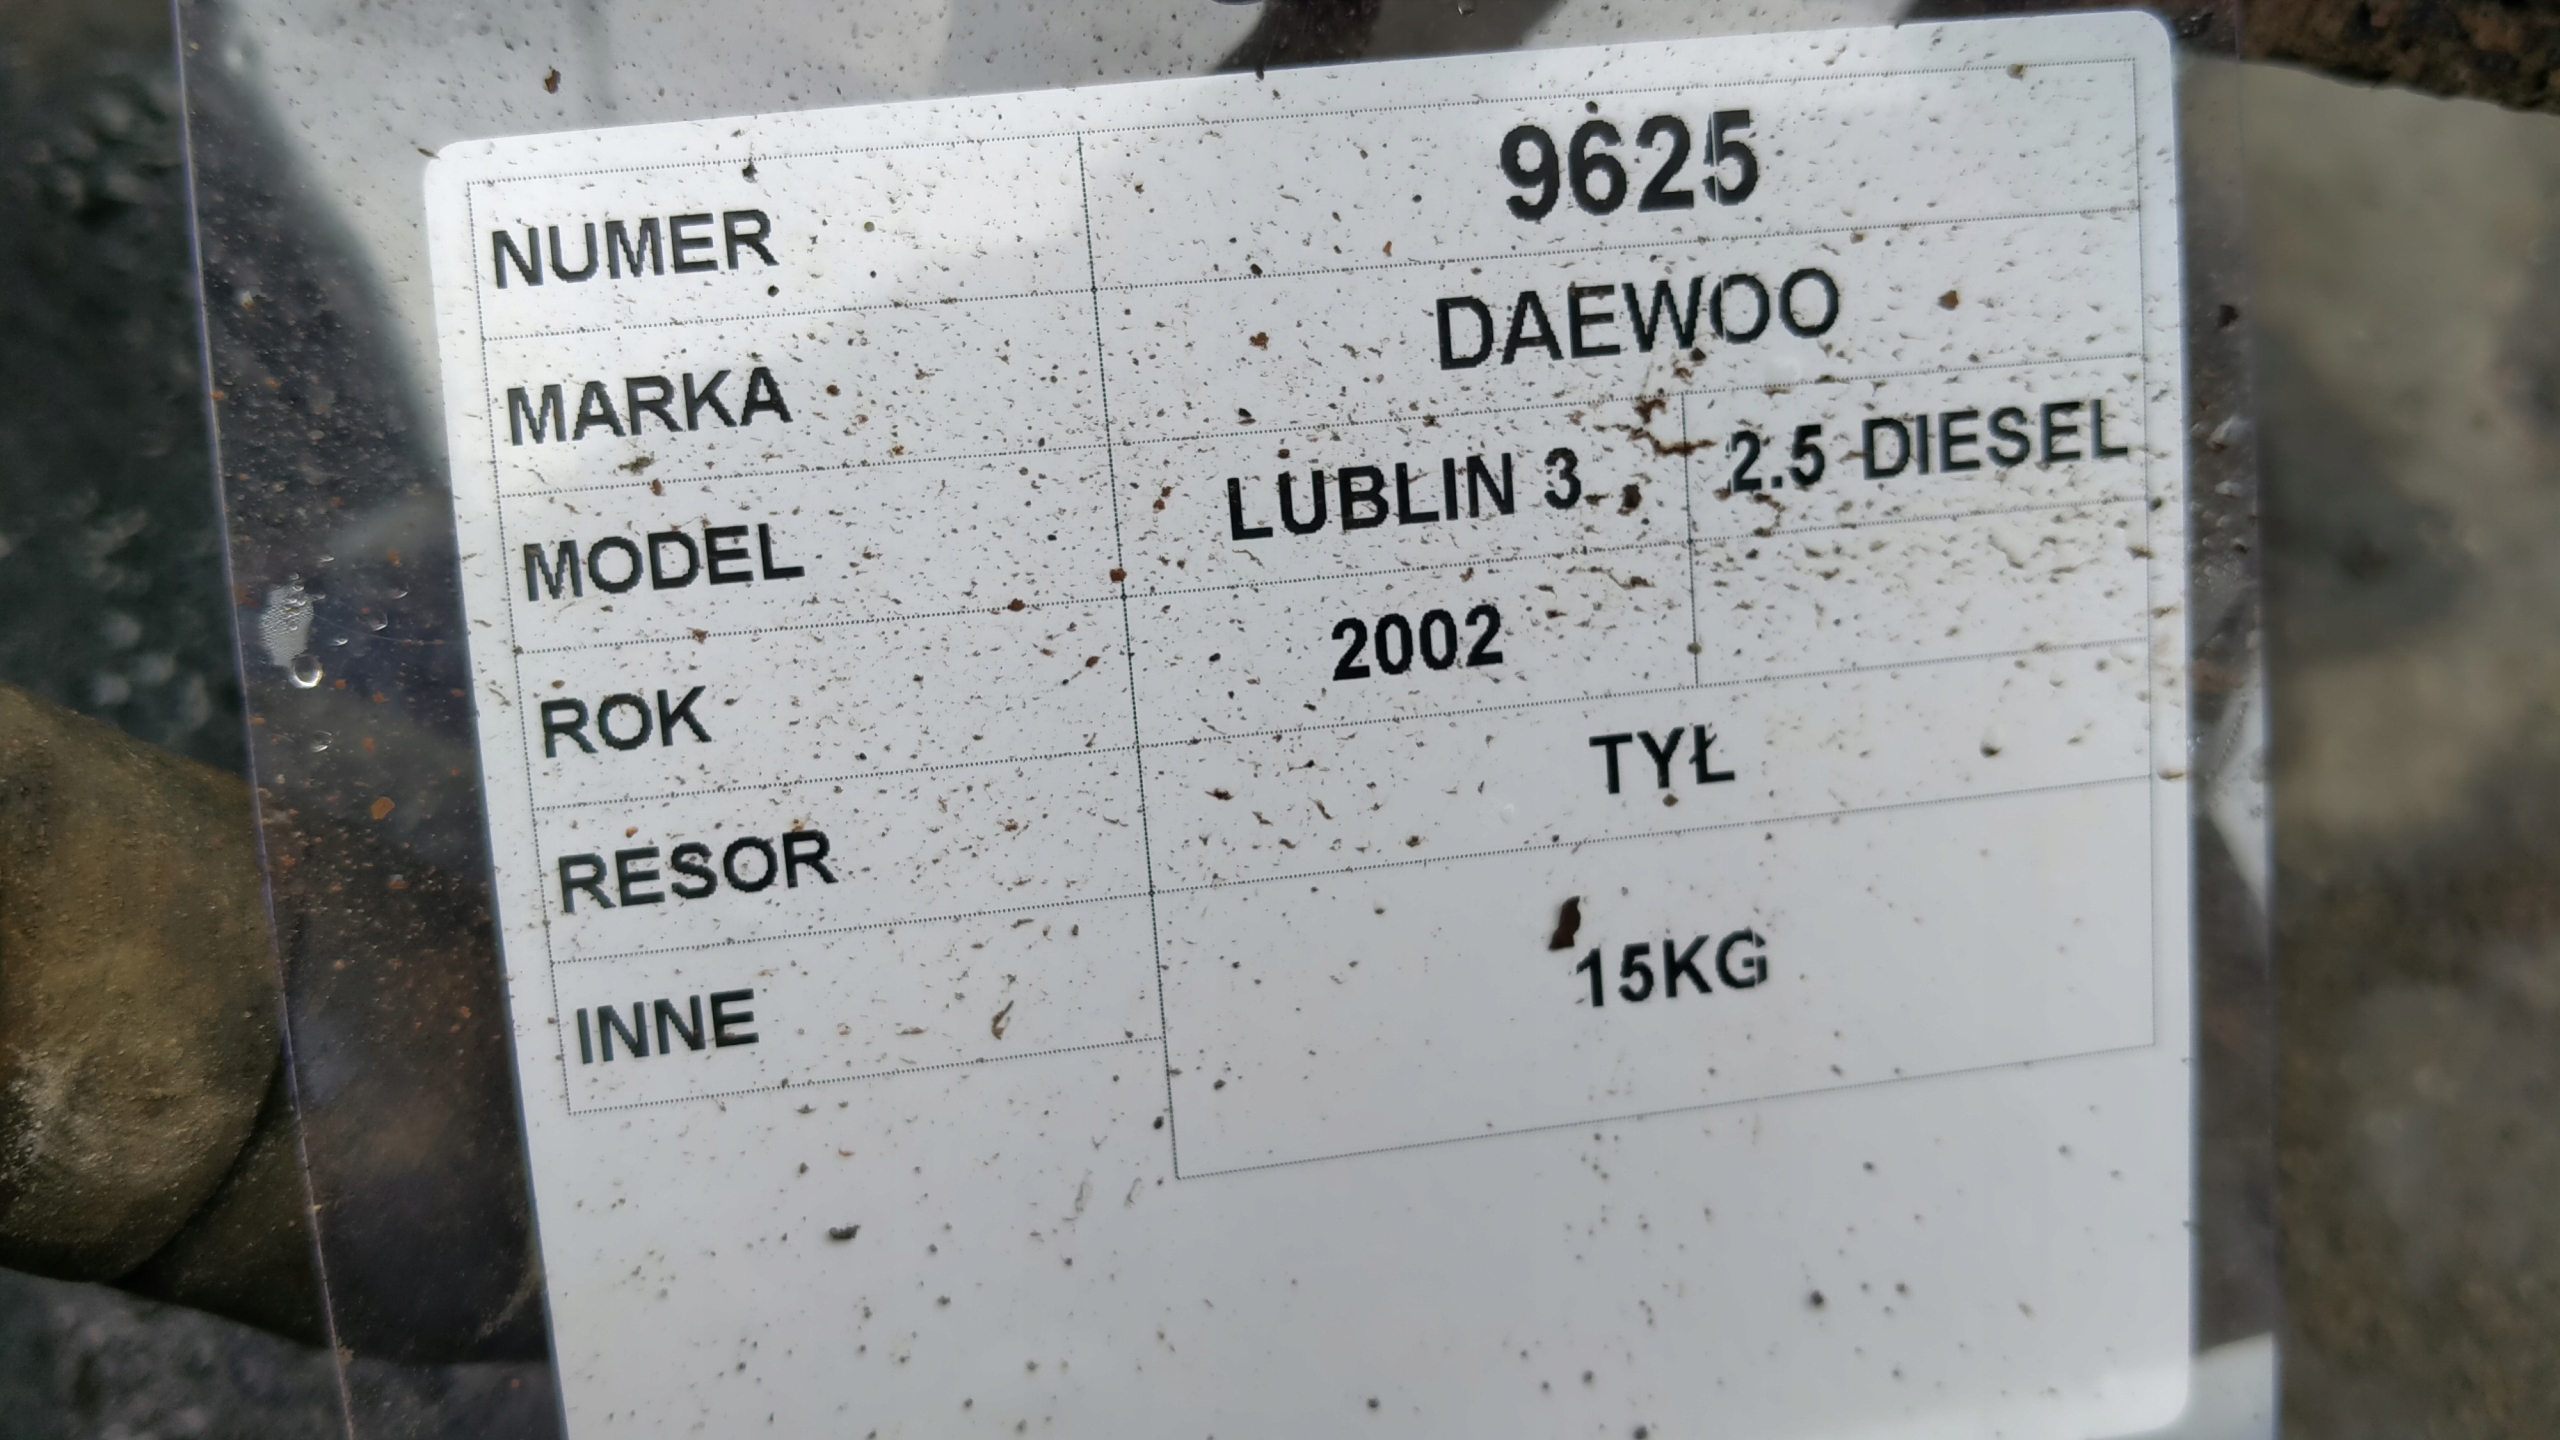 NUMER 9625
MARKA DAEWOO
MODEL LUBLIN 3 2.5 DIESEL
ROK 2002
RESOR TYŁ
INNE 15KG